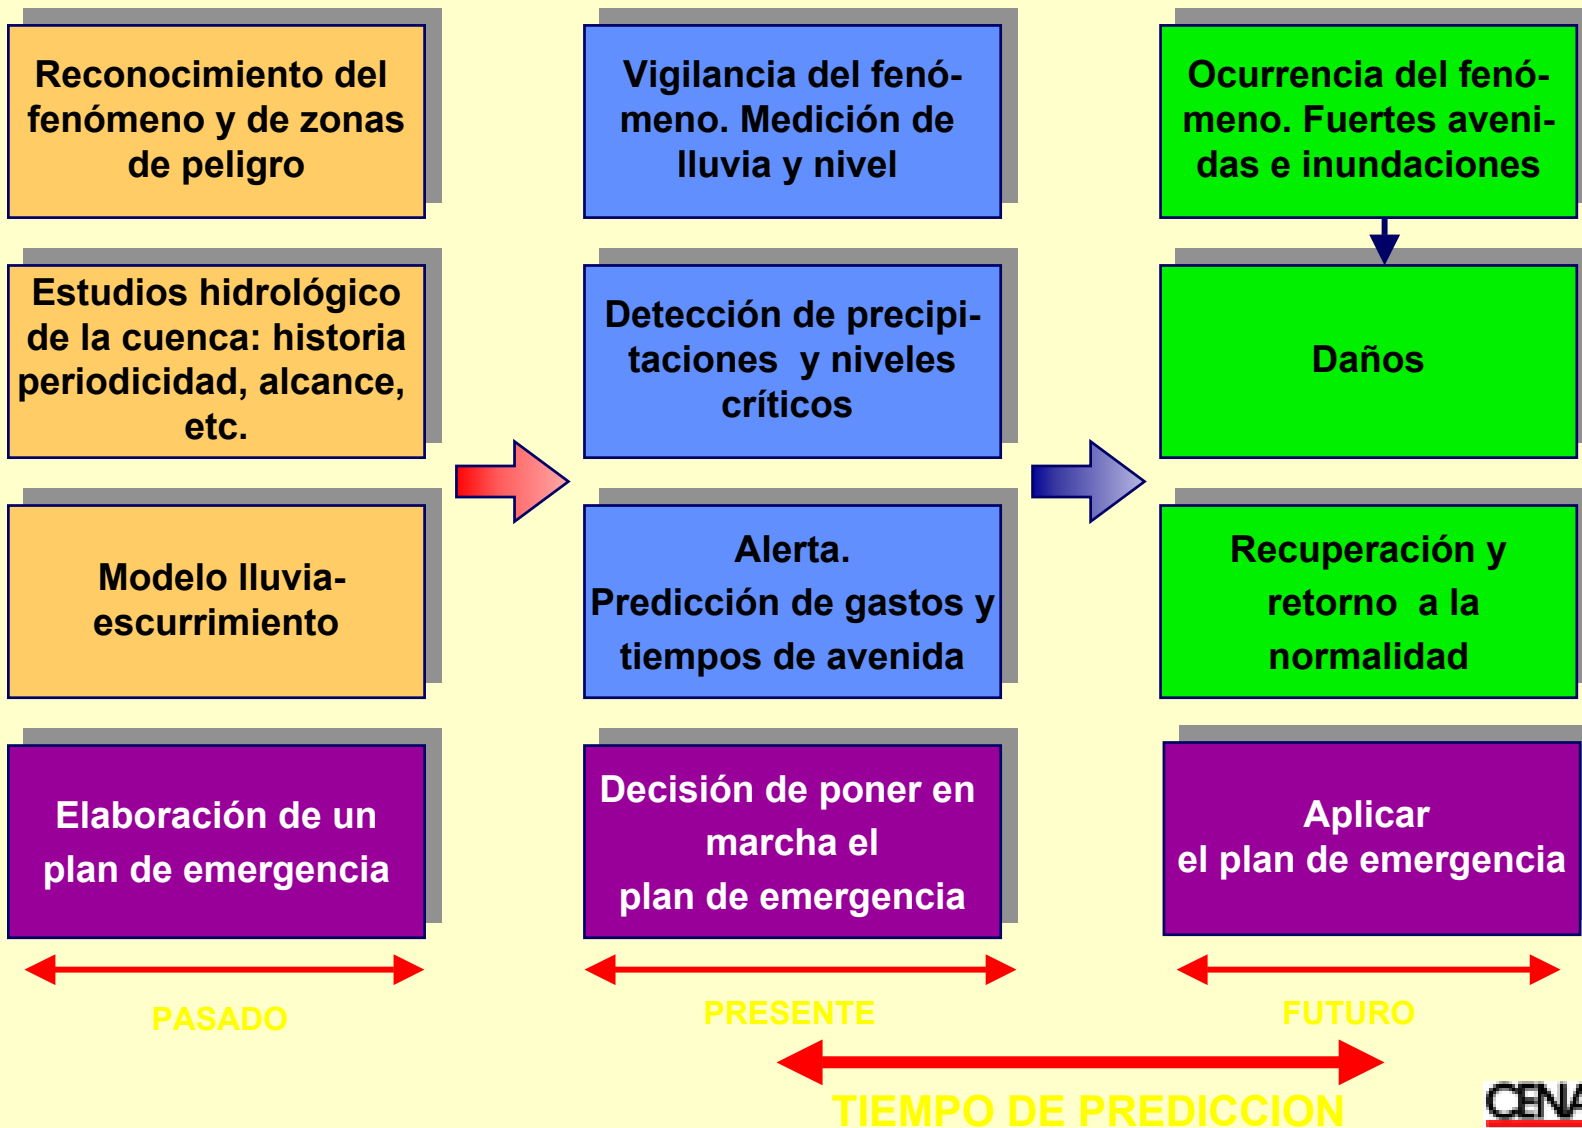 Reconocimiento del
fenómeno y de zonas
de peligro
Estudios hidrológico
de la cuenca: historia
periodicidad, alcance,
etc.
Modelo lluvia-
escurrimiento
Elaboración de un
plan de emergencia
PASADO
Vigilancia del fenó-
meno. Medición de
lluvia y nivel
Detección de precipi-
taciones y niveles
críticos
Alerta.
Predicción de gastos y
tiempos de avenida
Decisión de poner en
marcha el
plan de emergencia
PRESENTE
Ocurrencia del fenó-
meno. Fuertes aveni-
das e inundaciones
Daños
Recuperación y
retorno a la
normalidad
Aplicar
el plan de emergencia
FUTURO
TIEMPO DE PREDICCION